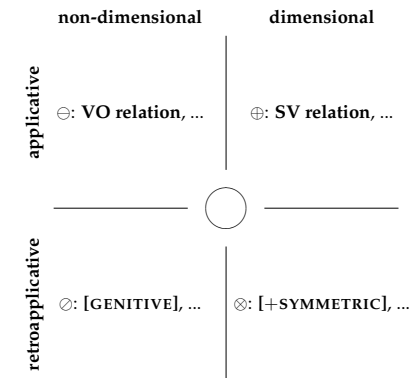 non-dimensional dimensional
applicative
⊖: VO relation, ... ⊕: SV relation, ...
retroapplicative
⊘: [GENITIVE], ... ⊗: [+SYMMETRIC], ...